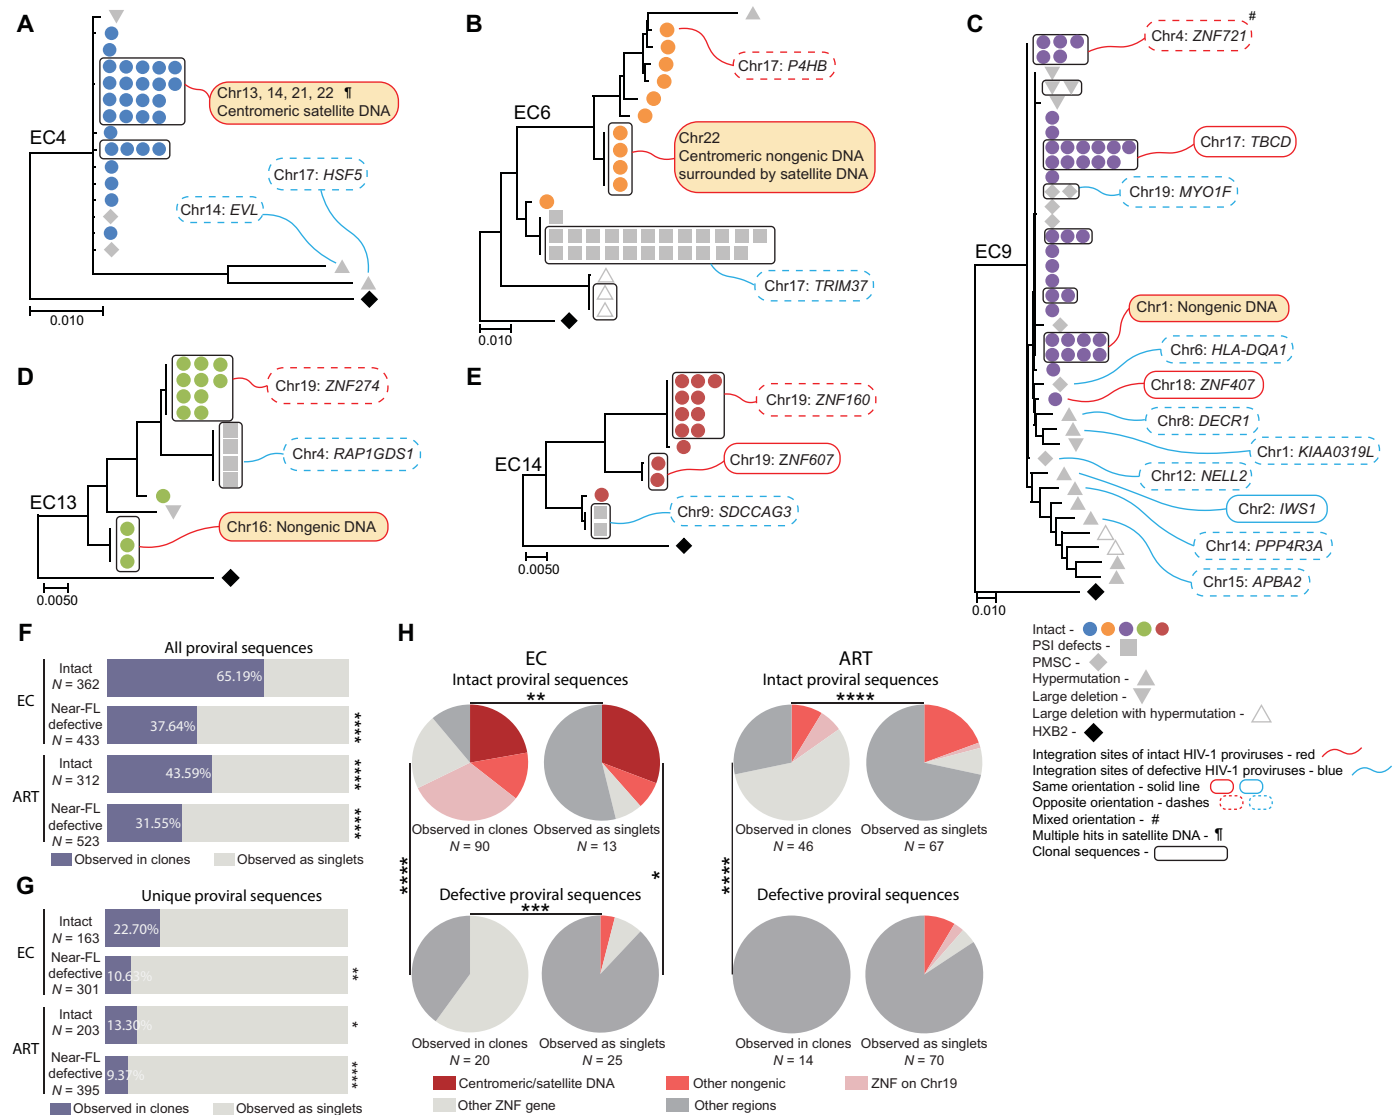 A
EC4
Chr13, 14, 21, 22 ¶
Centromeric satellite DNA
Chr17: HSF5
Chr14: EVL
0.010
B
EC6
Chr17: P4HB
Chr22
Centromeric nongenic DNA
surrounded by satellite DNA
Chr17: TRIM37
0.010
C
EC9
#
Chr4: ZNF721
Chr17: TBCD
Chr19: MYO1F
Chr1: Nongenic DNA
Chr6: HLA-DQA1
Chr18: ZNF407
Chr8: DECR1
Chr1: KIAA0319L
Chr12: NELL2
Chr2: IWS1
Chr14: PPP4R3A
Chr15: APBA2
0.010
D
EC13
Chr19: ZNF274
Chr4: RAP1GDS1
Chr16: Nongenic DNA
0.0050
E
EC14
Chr19: ZNF160
Chr19: ZNF607
Chr9: SDCCAG3
0.0050
Intact -
PSI defects -
PMSC -
Hypermutation -
Large deletion -
Large deletion with hypermutation -
HXB2 -
Integration sites of intact HIV-1 proviruses - red
Integration sites of defective HIV-1 proviruses - blue
Same orientation - solid line
Opposite orientation - dashes
Mixed orientation - #
Multiple hits in satellite DNA - ¶
Clonal sequences -
F
All proviral sequences
EC
Intact
N = 362
65.19%
Near-FL
defective
N = 433
37.64%
****
ART
Intact
N = 312
43.59%
****
Near-FL
defective
N = 523
31.55%
****
Observed in clones
Observed as singlets
G
Unique proviral sequences
EC
Intact
N = 163
22.70%
Near-FL
defective
N = 301
10.63%
**
ART
Intact
N = 203
13.30%
*
Near-FL
defective
N = 395
9.37%
****
Observed in clones
Observed as singlets
H
EC
Intact proviral sequences
**
Observed in clones
N = 90
Observed as singlets
N = 13
****
*
Defective proviral sequences
***
Observed in clones
N = 20
Observed as singlets
N = 25
ART
Intact proviral sequences
****
Observed in clones
N = 46
Observed as singlets
N = 67
****
Defective proviral sequences
Observed in clones
N = 14
Observed as singlets
N = 70
Centromeric/satellite DNA
Other nongenic
ZNF on Chr19
Other ZNF gene
Other regions